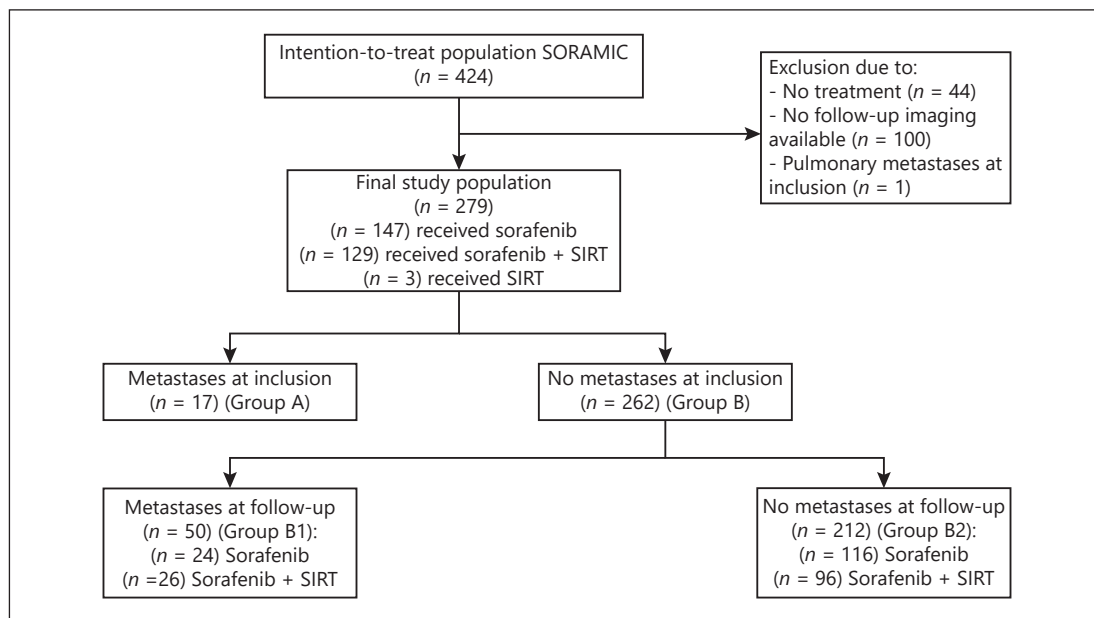 Intention-to-treat population SORAMIC
(n = 424)
Exclusion due to:
- No treatment (n = 44)
- No follow-up imaging
available (n = 100)
- Pulmonary metastases at
inclusion (n = 1)
Final study population
(n = 279)
(n = 147) received sorafenib
(n = 129) received sorafenib + SIRT
(n = 3) received SIRT
Metastases at inclusion
(n = 17) (Group A)
No metastases at inclusion
(n = 262) (Group B)
Metastases at follow-up
(n = 50) (Group B1):
(n = 24) Sorafenib
(n =26) Sorafenib + SIRT
No metastases at follow-up
(n = 212) (Group B2):
(n = 116) Sorafenib
(n = 96) Sorafenib + SIRT